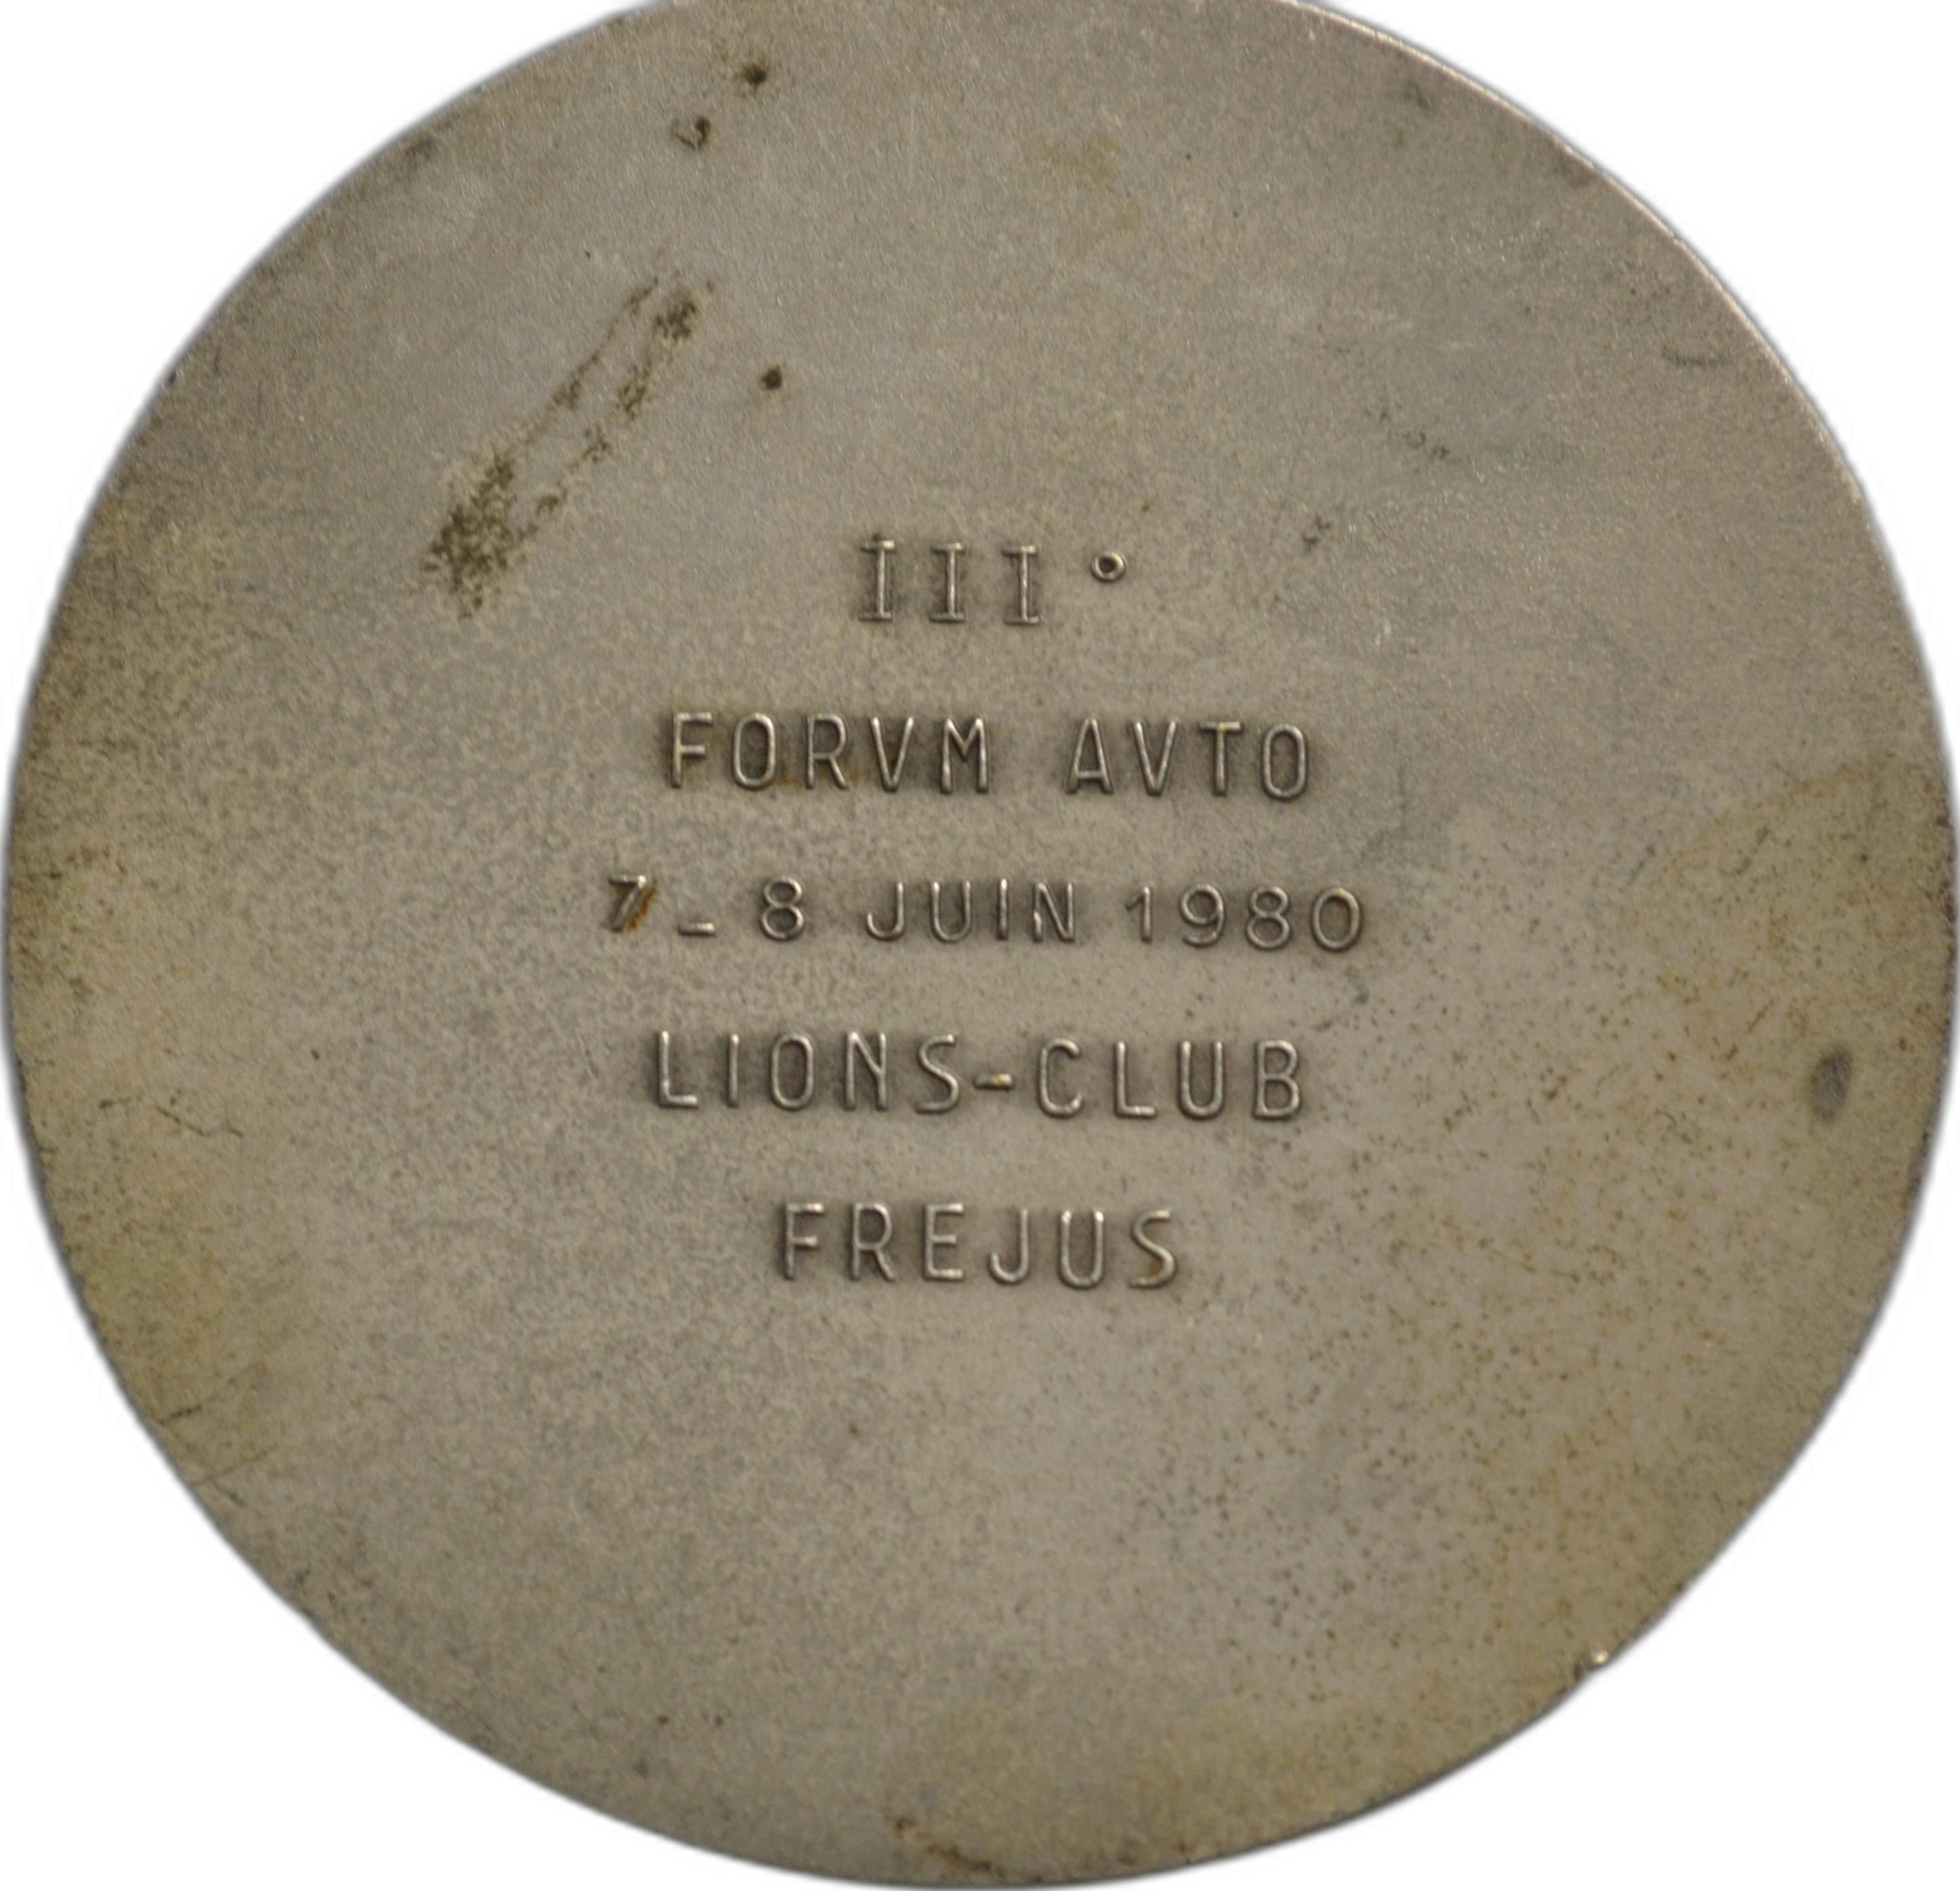 III°
FORVM AVTO
7_8 JUIN 1980
LIONS-CLUB
FREJUS